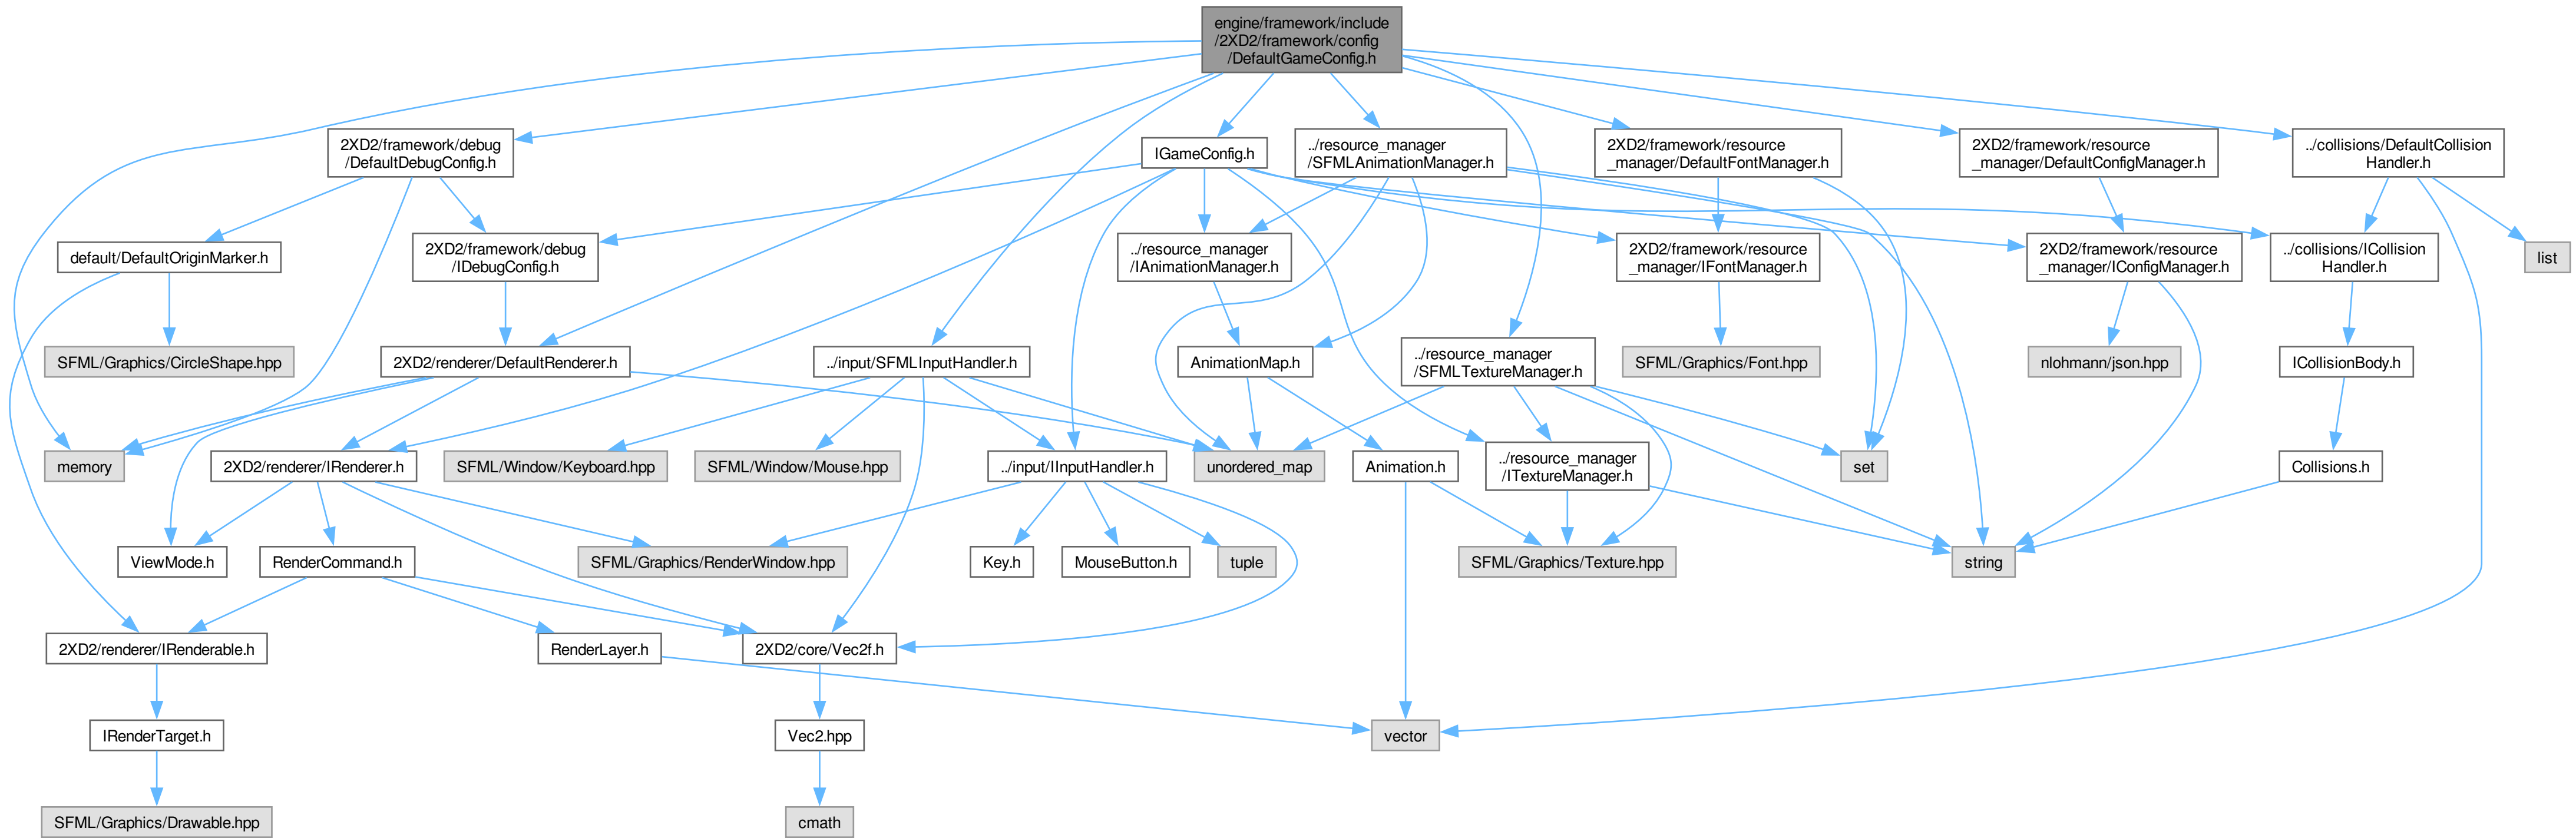 engine/framework/include
/2XD2/framework/config
/DefaultGameConfig.h
2XD2/framework/debug
/DefaultDebugConfig.h
IGameConfig.h
../resource_manager
/SFMLAnimationManager.h
2XD2/framework/resource
_manager/DefaultFontManager.h
2XD2/framework/resource
_manager/DefaultConfigManager.h
../collisions/DefaultCollision
Handler.h
default/DefaultOriginMarker.h
2XD2/framework/debug
/IDebugConfig.h
../resource_manager
/IAnimationManager.h
2XD2/framework/resource
_manager/IFontManager.h
2XD2/framework/resource
_manager/IConfigManager.h
../collisions/ICollision
Handler.h
list
SFML/Graphics/CircleShape.hpp
2XD2/renderer/DefaultRenderer.h
../input/SFMLInputHandler.h
AnimationMap.h
../resource_manager
/SFMLTextureManager.h
SFML/Graphics/Font.hpp
nlohmann/json.hpp
ICollisionBody.h
memory
2XD2/renderer/IRenderer.h
SFML/Window/Keyboard.hpp
SFML/Window/Mouse.hpp
../input/IInputHandler.h
unordered_map
Animation.h
../resource_manager
/ITextureManager.h
set
Collisions.h
ViewMode.h
RenderCommand.h
SFML/Graphics/RenderWindow.hpp
Key.h
MouseButton.h
tuple
SFML/Graphics/Texture.hpp
string
2XD2/renderer/IRenderable.h
RenderLayer.h
2XD2/core/Vec2f.h
IRenderTarget.h
Vec2.hpp
vector
SFML/Graphics/Drawable.hpp
cmath